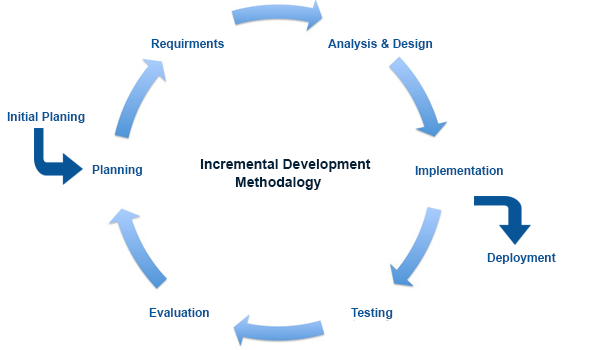 Requirments
Analysis & Design
Initial Planing
Incremental Development
Methodalogy
Planning
Implementation
Deployment
Evaluation
Testing